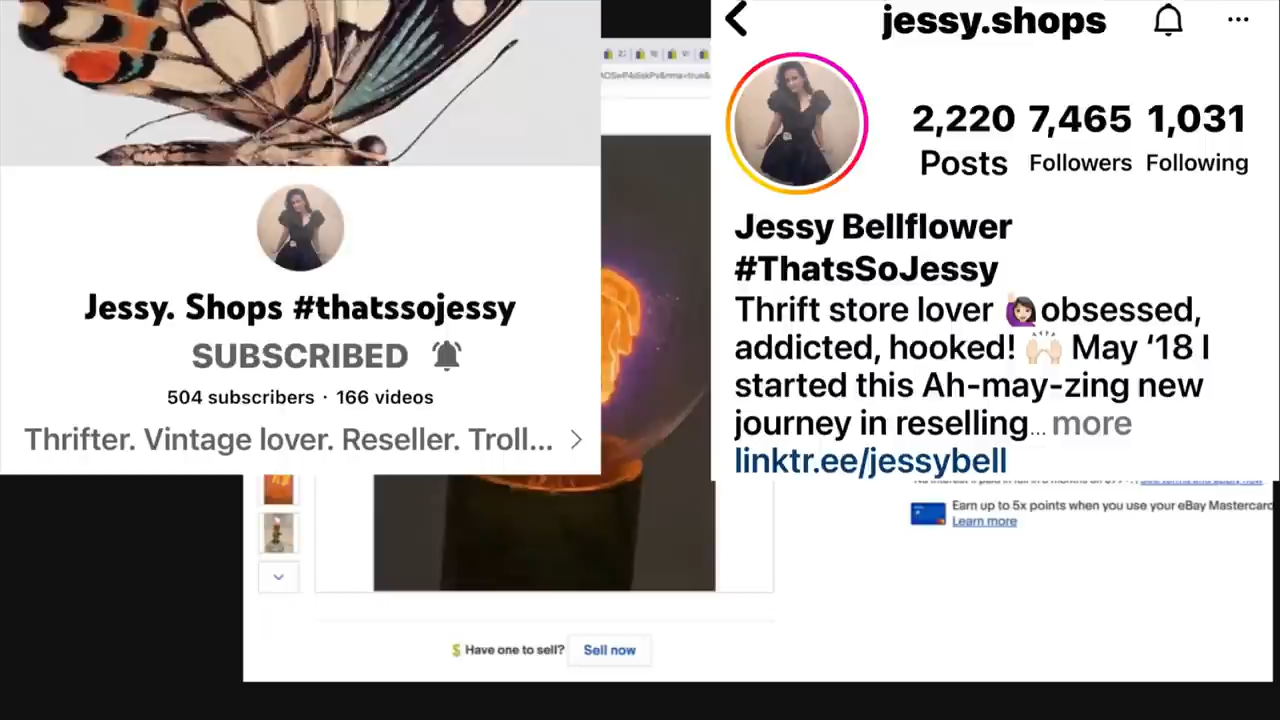 Jessy. Shops #thatssojessy
SUBSCRIBED
504 subscribers · 166 videos
Thrifter. Vintage lover. Reseller. Troll...
jessy.shops
2,220 7,465 1,031
Posts Followers Following
Jessy Bellflower
#ThatsSoJessy
Thrift store lover 🙋🏻‍♀️obsessed,
addicted, hooked! 🙌🏻 May ‘18 I
started this Ah-may-zing new
journey in reselling... more
linktr.ee/jessybell
Earn up to 5x points when you use your eBay Mastercard
Learn more
Have one to sell? Sell now